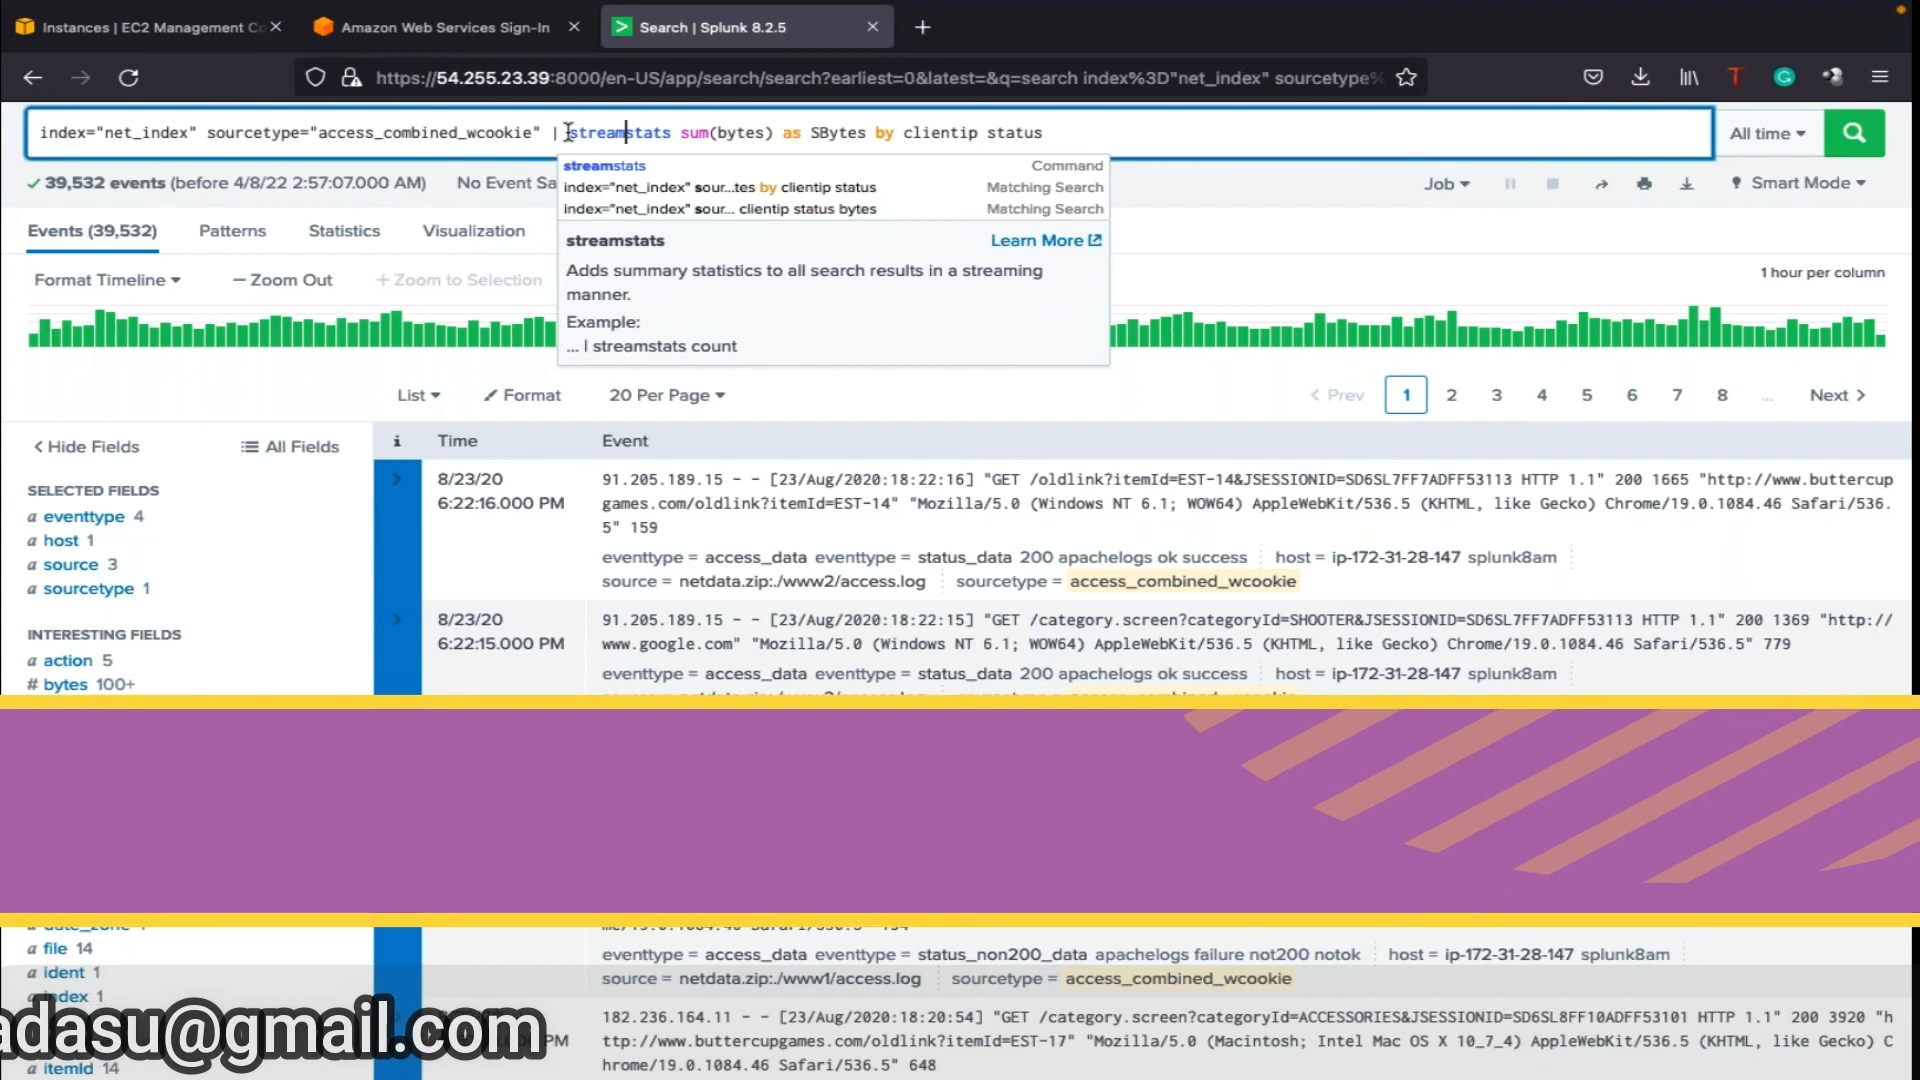 Instances | EC2 Management Co
Amazon Web Services Sign-In
Search | Splunk 8.2.5
https://54.255.23.39:8000/en-US/app/search/search?earliest=0&latest=&q=search index%3D"net_index" sourcetype%
index="net_index" sourcetype="access_combined_wcookie" | streamstats sum(bytes) as SBytes by clientip status
All time
streamstats Command
index="net_index" sour...tes by clientip status Matching Search
index="net_index" sour... clientip status bytes Matching Search
39,532 events (before 4/8/22 2:57:07.000 AM) No Event Sa
Job
Smart Mode
Events (39,532) Patterns Statistics Visualization
streamstats Learn More
Adds summary statistics to all search results in a streaming
manner.
Example:
... | streamstats count
Format Timeline — Zoom Out + Zoom to Selection
1 hour per column
List Format 20 Per Page
< Prev 1 2 3 4 5 6 7 8 ... Next >
< Hide Fields All Fields
i Time Event
SELECTED FIELDS
a eventtype 4
a host 1
a source 3
a sourcetype 1
INTERESTING FIELDS
a action 5
# bytes 100+
8/23/20
6:22:16.000 PM
91.205.189.15 - - [23/Aug/2020:18:22:16] "GET /oldlink?itemId=EST-14&JSESSIONID=SD6SL7FF7ADFF53113 HTTP 1.1" 200 1665 "http://www.buttercup
games.com/oldlink?itemId=EST-14" "Mozilla/5.0 (Windows NT 6.1; WOW64) AppleWebKit/536.5 (KHTML, like Gecko) Chrome/19.0.1084.46 Safari/536.
5" 159
eventtype = access_data eventtype = status_data 200 apachelogs ok success host = ip-172-31-28-147 splunk8am
source = netdata.zip:./www2/access.log sourcetype = access_combined_wcookie
8/23/20
6:22:15.000 PM
91.205.189.15 - - [23/Aug/2020:18:22:15] "GET /category.screen?categoryId=SHOOTER&JSESSIONID=SD6SL7FF7ADFF53113 HTTP 1.1" 200 1369 "http://
www.google.com" "Mozilla/5.0 (Windows NT 6.1; WOW64) AppleWebKit/536.5 (KHTML, like Gecko) Chrome/19.0.1084.46 Safari/536.5" 779
eventtype = access_data eventtype = status_data 200 apachelogs ok success host = ip-172-31-28-147 splunk8am
a file 14
a ident 1
index 1
a itemId 14
eventtype = access_data eventtype = status_non200_data apachelogs failure not200 notok host = ip-172-31-28-147 splunk8am
source = netdata.zip:./www1/access.log sourcetype = access_combined_wcookie
PM
182.236.164.11 - - [23/Aug/2020:18:20:54] "GET /category.screen?categoryId=ACCESSORIES&JSESSIONID=SD6SL8FF10ADFF53101 HTTP 1.1" 200 3920 "h
ttp://www.buttercupgames.com/oldlink?itemId=EST-17" "Mozilla/5.0 (Macintosh; Intel Mac OS X 10_7_4) AppleWebKit/536.5 (KHTML, like Gecko) C
hrome/19.0.1084.46 Safari/536.5" 648
adasu@gmail.com